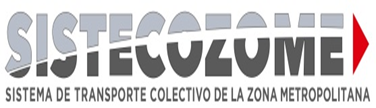 SISTECOZOME
SISTEMA DE TRANSPORTE COLECTIVO DE LA ZONA METROPOLITANA